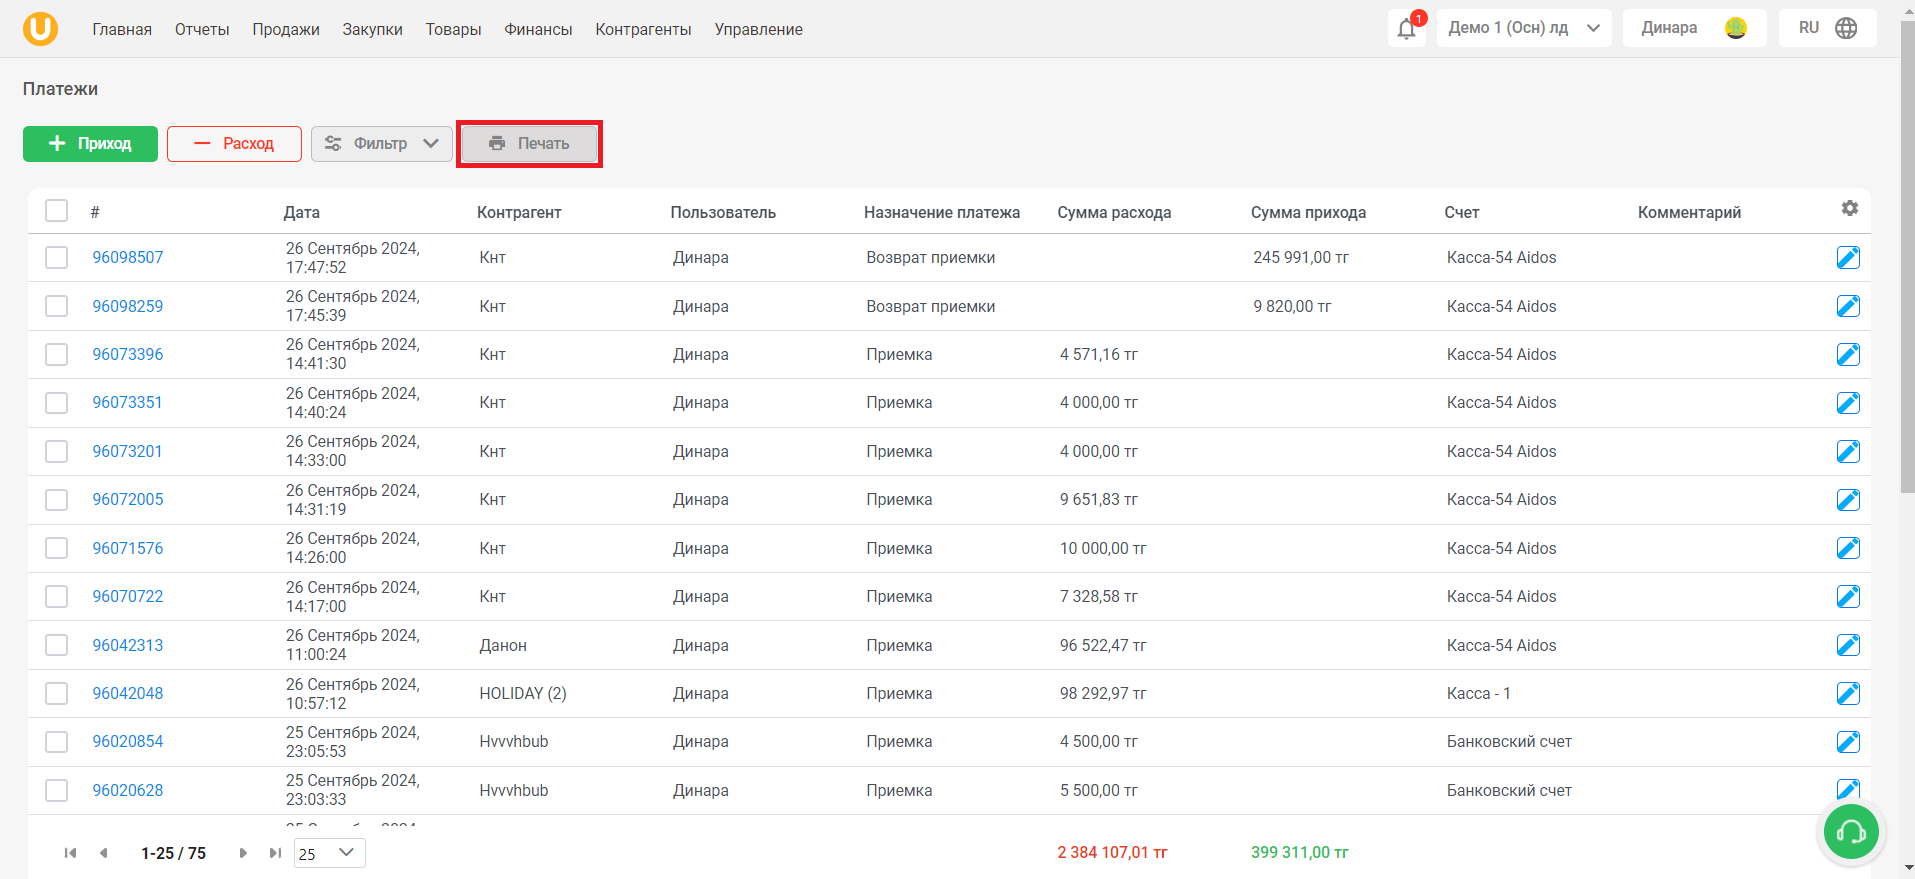 U Главная Отчеты Продажи Закупки Товары Финансы Контрагенты Управление 1 Демо 1 (Осн) лд Динара RU
Платежи
Приход Расход Фильтр Печать
# Дата Контрагент Пользователь Назначение платежа Сумма расхода Сумма прихода Счет Комментарий
96098507 26 Сентябрь 2024, 17:47:52 Кнт Динара Возврат приемки 245 991,00 тг Касса-54 Aidos
96098259 26 Сентябрь 2024, 17:45:39 Кнт Динара Возврат приемки 9 820,00 тг Касса-54 Aidos
96073396 26 Сентябрь 2024, 14:41:30 Кнт Динара Приемка 4 571,16 тг Касса-54 Aidos
96073351 26 Сентябрь 2024, 14:40:24 Кнт Динара Приемка 4 000,00 тг Касса-54 Aidos
96073201 26 Сентябрь 2024, 14:33:00 Кнт Динара Приемка 4 000,00 тг Касса-54 Aidos
96072005 26 Сентябрь 2024, 14:31:19 Кнт Динара Приемка 9 651,83 тг Касса-54 Aidos
96071576 26 Сентябрь 2024, 14:26:00 Кнт Динара Приемка 10 000,00 тг Касса-54 Aidos
96070722 26 Сентябрь 2024, 14:17:00 Кнт Динара Приемка 7 328,58 тг Касса-54 Aidos
96042313 26 Сентябрь 2024, 11:00:24 Данон Динара Приемка 96 522,47 тг Касса-54 Aidos
96042048 26 Сентябрь 2024, 10:57:12 HOLIDAY (2) Динара Приемка 98 292,97 тг Касса - 1
96020854 25 Сентябрь 2024, 23:05:53 Hvvvhbub Динара Приемка 4 500,00 тг Банковский счет
96020628 25 Сентябрь 2024, 23:03:33 Hvvvhbub Динара Приемка 5 500,00 тг Банковский счет
1-25 / 75 25 2 384 107,01 тг 399 311,00 тг